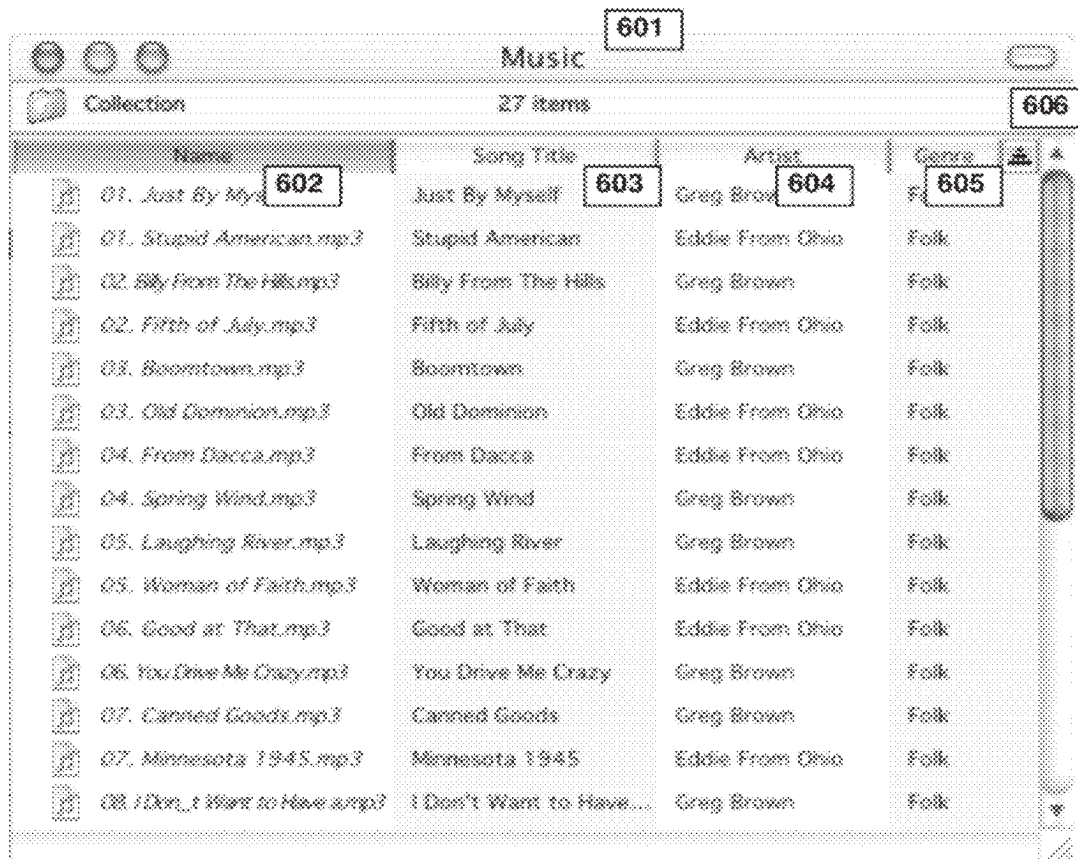 601
Music
Collection 27 items
606
Name Song Title Artist Genre
602 603 604 605
01. Just By Mys Just By Myself Greg Brow F
01. Stupid American.mp3 Stupid American Eddie From Ohio Folk
02. Billy From The Hills.mp3 Billy From The Hills Greg Brown Folk
02. Fifth of July.mp3 Fifth of July Eddie From Ohio Folk
03. Boomtown.mp3 Boomtown Greg Brown Folk
03. Old Dominion.mp3 Old Dominion Eddie From Ohio Folk
04. From Dacca.mp3 From Dacca Eddie From Ohio Folk
04. Spring Wind.mp3 Spring Wind Greg Brown Folk
05. Laughing River.mp3 Laughing River Greg Brown Folk
05. Woman of Faith.mp3 Woman of Faith Eddie From Ohio Folk
06. Good at That.mp3 Good at That Eddie From Ohio Folk
06. You Drive Me Crazy.mp3 You Drive Me Crazy Greg Brown Folk
07. Canned Goods.mp3 Canned Goods Greg Brown Folk
07. Minnesota 1945.mp3 Minnesota 1945 Eddie From Ohio Folk
08. I Don_t Want to Have a.mp3 I Don't Want to Have... Greg Brown Folk